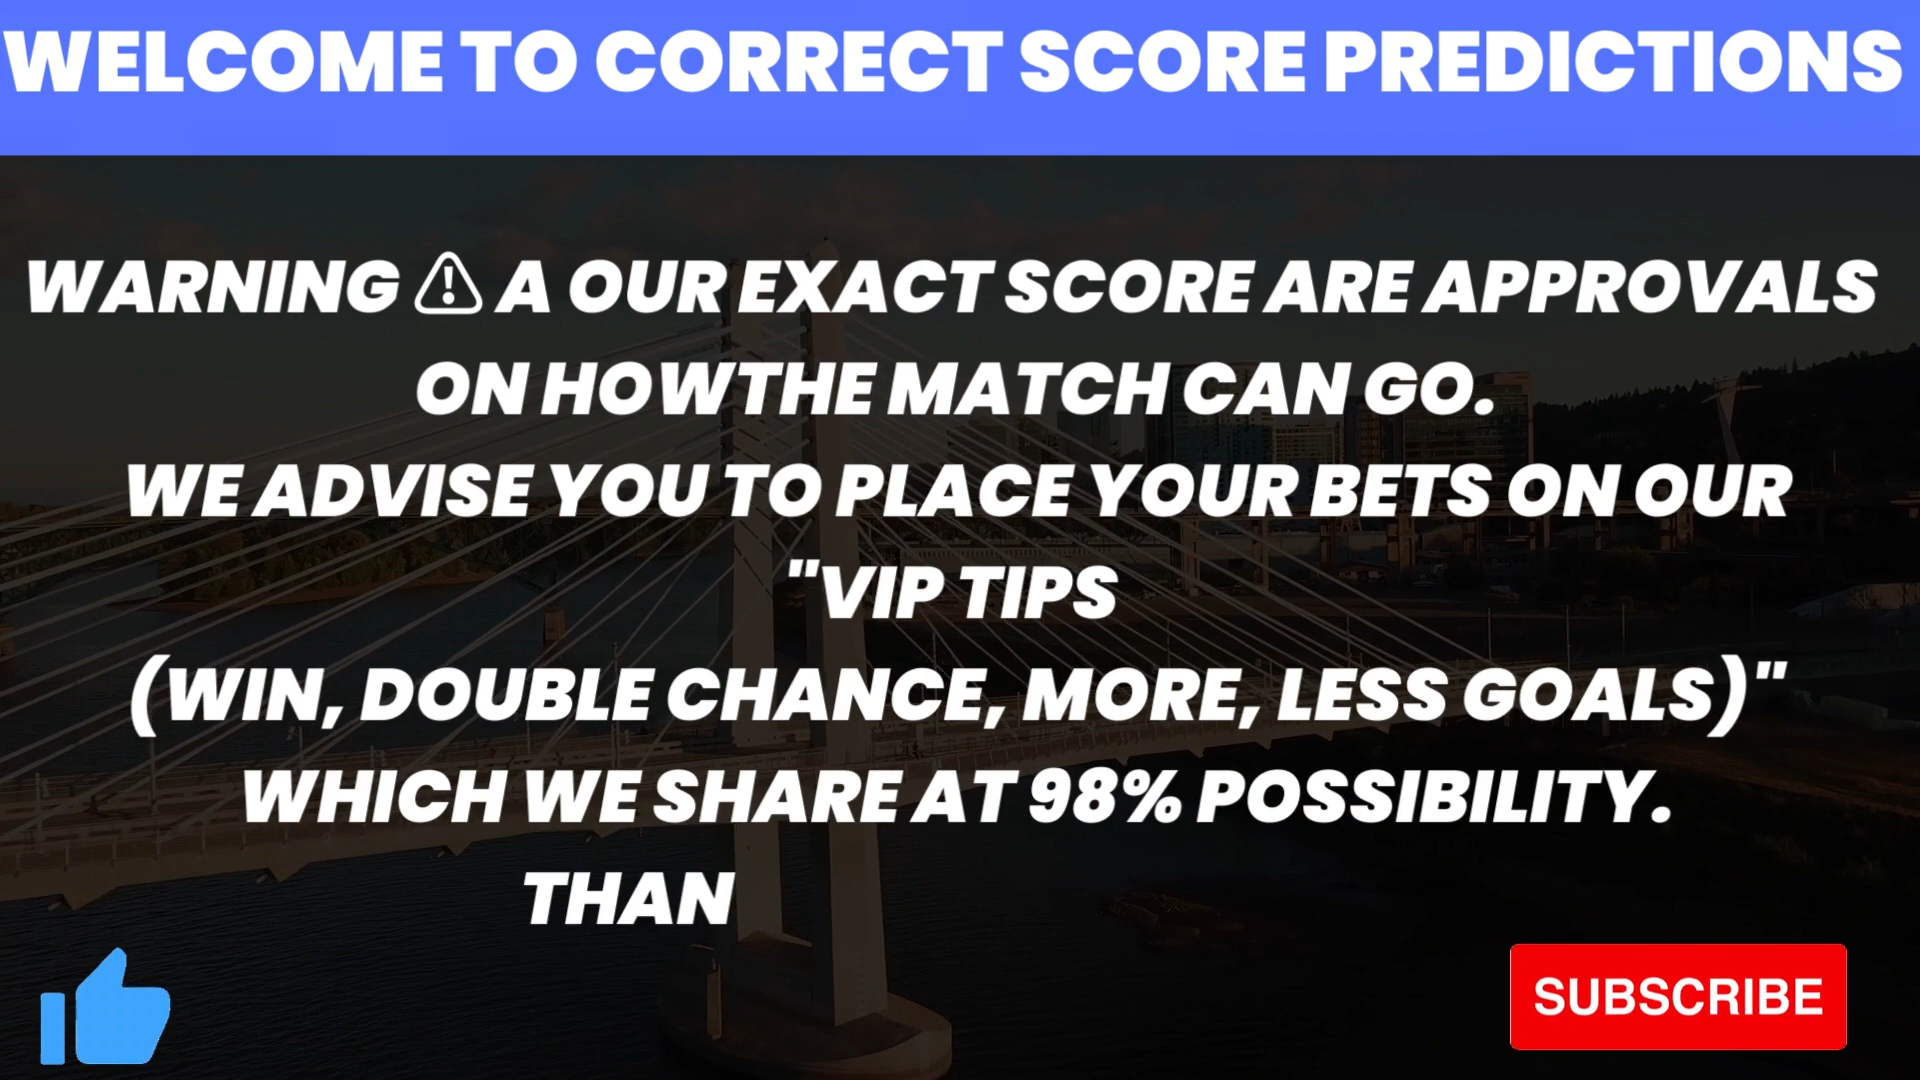 WELCOME TO CORRECT SCORE PREDICTIONS
WARNING ⚠ A OUR EXACT SCORE ARE APPROVALS
ON HOWTHE MATCH CAN GO.
WE ADVISE YOU TO PLACE YOUR BETS ON OUR
"VIP TIPS
(WIN, DOUBLE CHANCE, MORE, LESS GOALS)"
WHICH WE SHARE AT 98% POSSIBILITY.
THAN
SUBSCRIBE